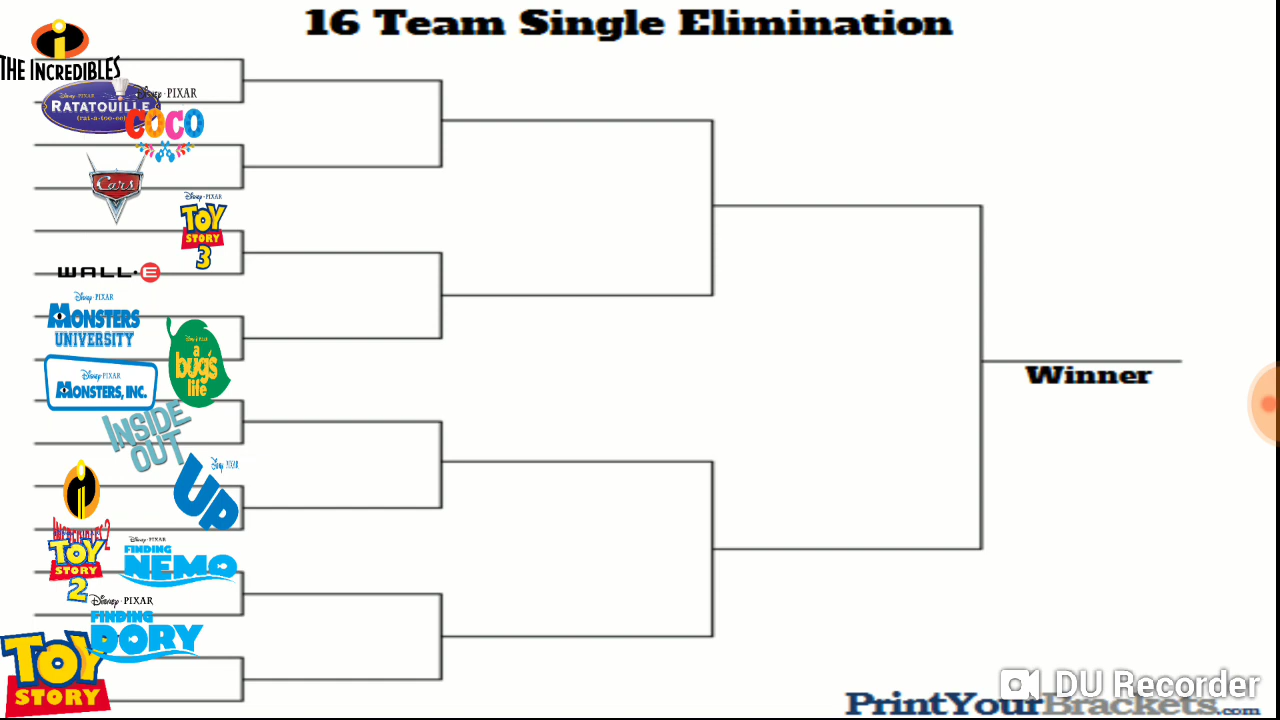 16 Team Single Elimination
THE INCREDIBLES
DISNEY·PIXAR
RATATOUILLE
(rat-a-too-ee)
DISNEY·PIXAR
COCO
Cars
DISNEY·PIXAR
TOY
STORY
3
WALL·E
DISNEY·PIXAR
MONSTERS
UNIVERSITY
a
bug's
life
DISNEY·PIXAR
MONSTERS, INC.
INSIDE
OUT
DISNEY PIXAR
UP
INCREDIBLES 2
TOY
STORY
2
DISNEY·PIXAR
FINDING
NEMO
DISNEY·PIXAR
FINDING
DORY
TOY
STORY
Winner
DU Recorder
PrintYourBrackets.com